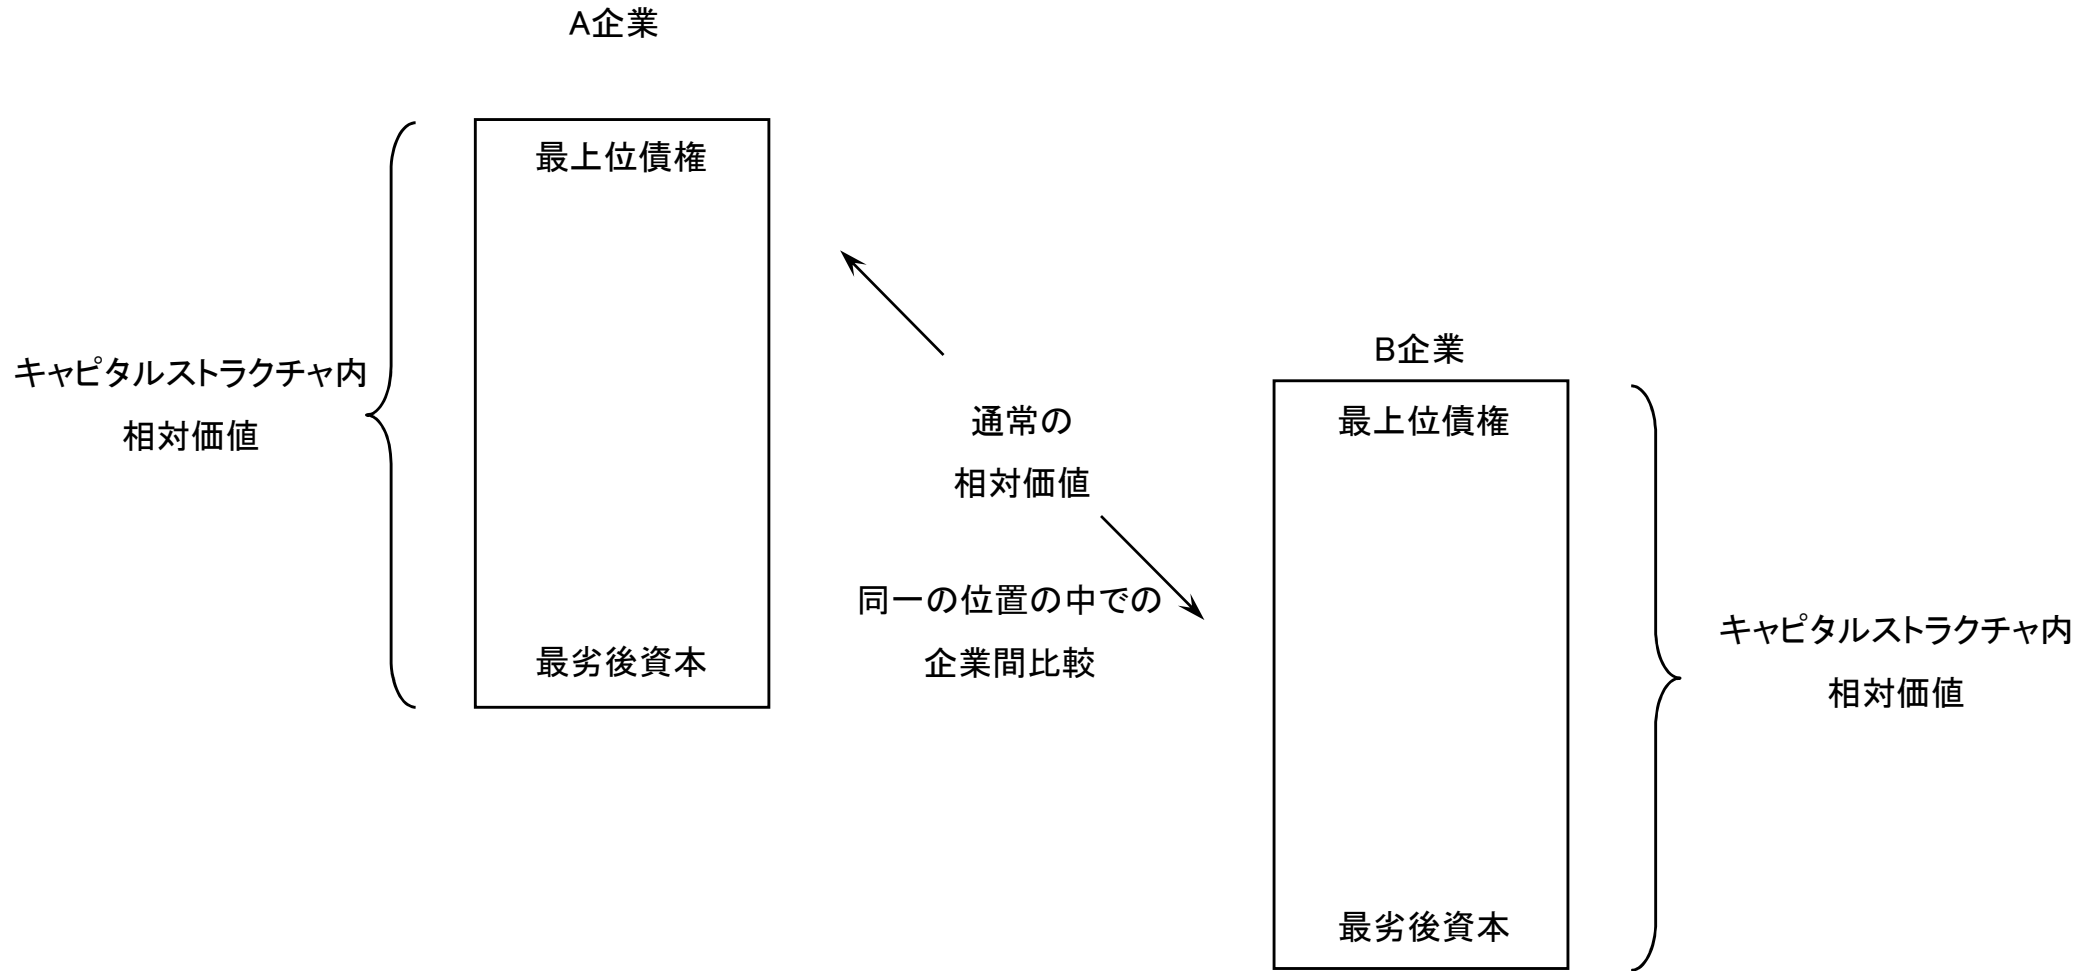 A企業
最上位債権
キャピタルストラクチャ内
相対価値
最劣後資本
通常の
相対価値
同一の位置の中での
企業間比較
B企業
最上位債権
最劣後資本
キャピタルストラクチャ内
相対価値